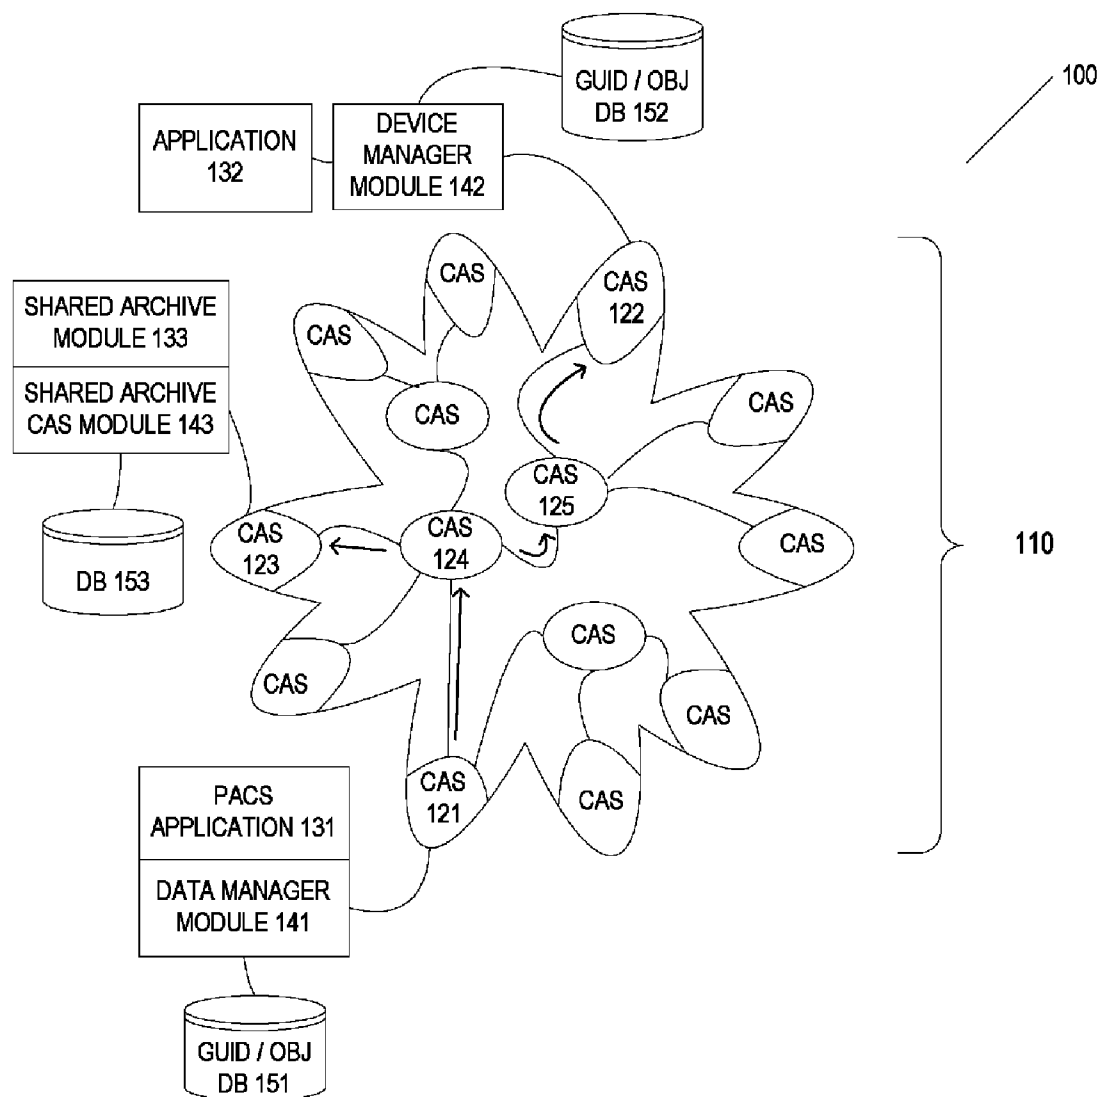 GUID / OBJ
DB 152
100
APPLICATION
132
DEVICE
MANAGER
MODULE 142
CAS
CAS
122
SHARED ARCHIVE
MODULE 133
CAS
SHARED ARCHIVE
CAS MODULE 143
CAS
CAS
CAS
125
CAS
123
CAS
124
CAS
110
DB 153
CAS
CAS
CAS
CAS
121
CAS
PACS
APPLICATION 131
DATA MANAGER
MODULE 141
GUID / OBJ
DB 151